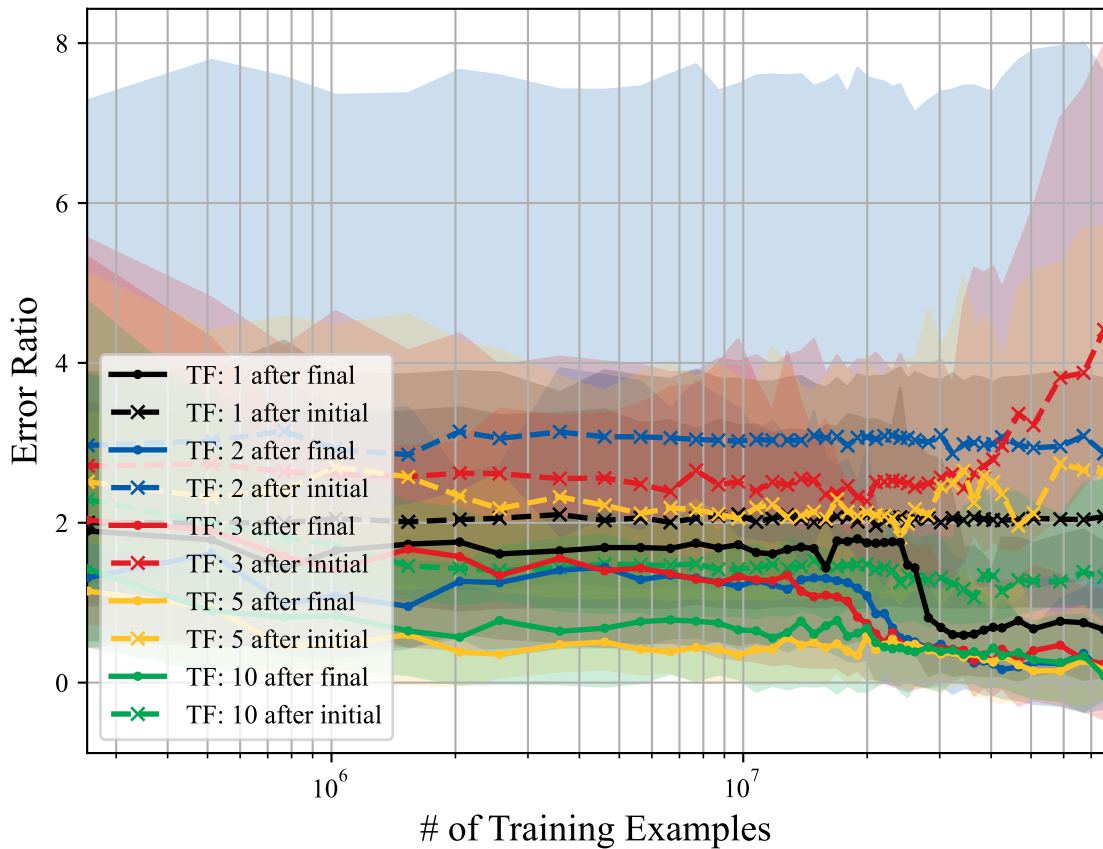 8
6
4
2
0
Error Ratio
TF: 1 after final
TF: 1 after initial
TF: 2 after final
TF: 2 after initial
TF: 3 after final
TF: 3 after initial
TF: 5 after final
TF: 5 after initial
TF: 10 after final
TF: 10 after initial
10⁶ 10⁷
# of Training Examples